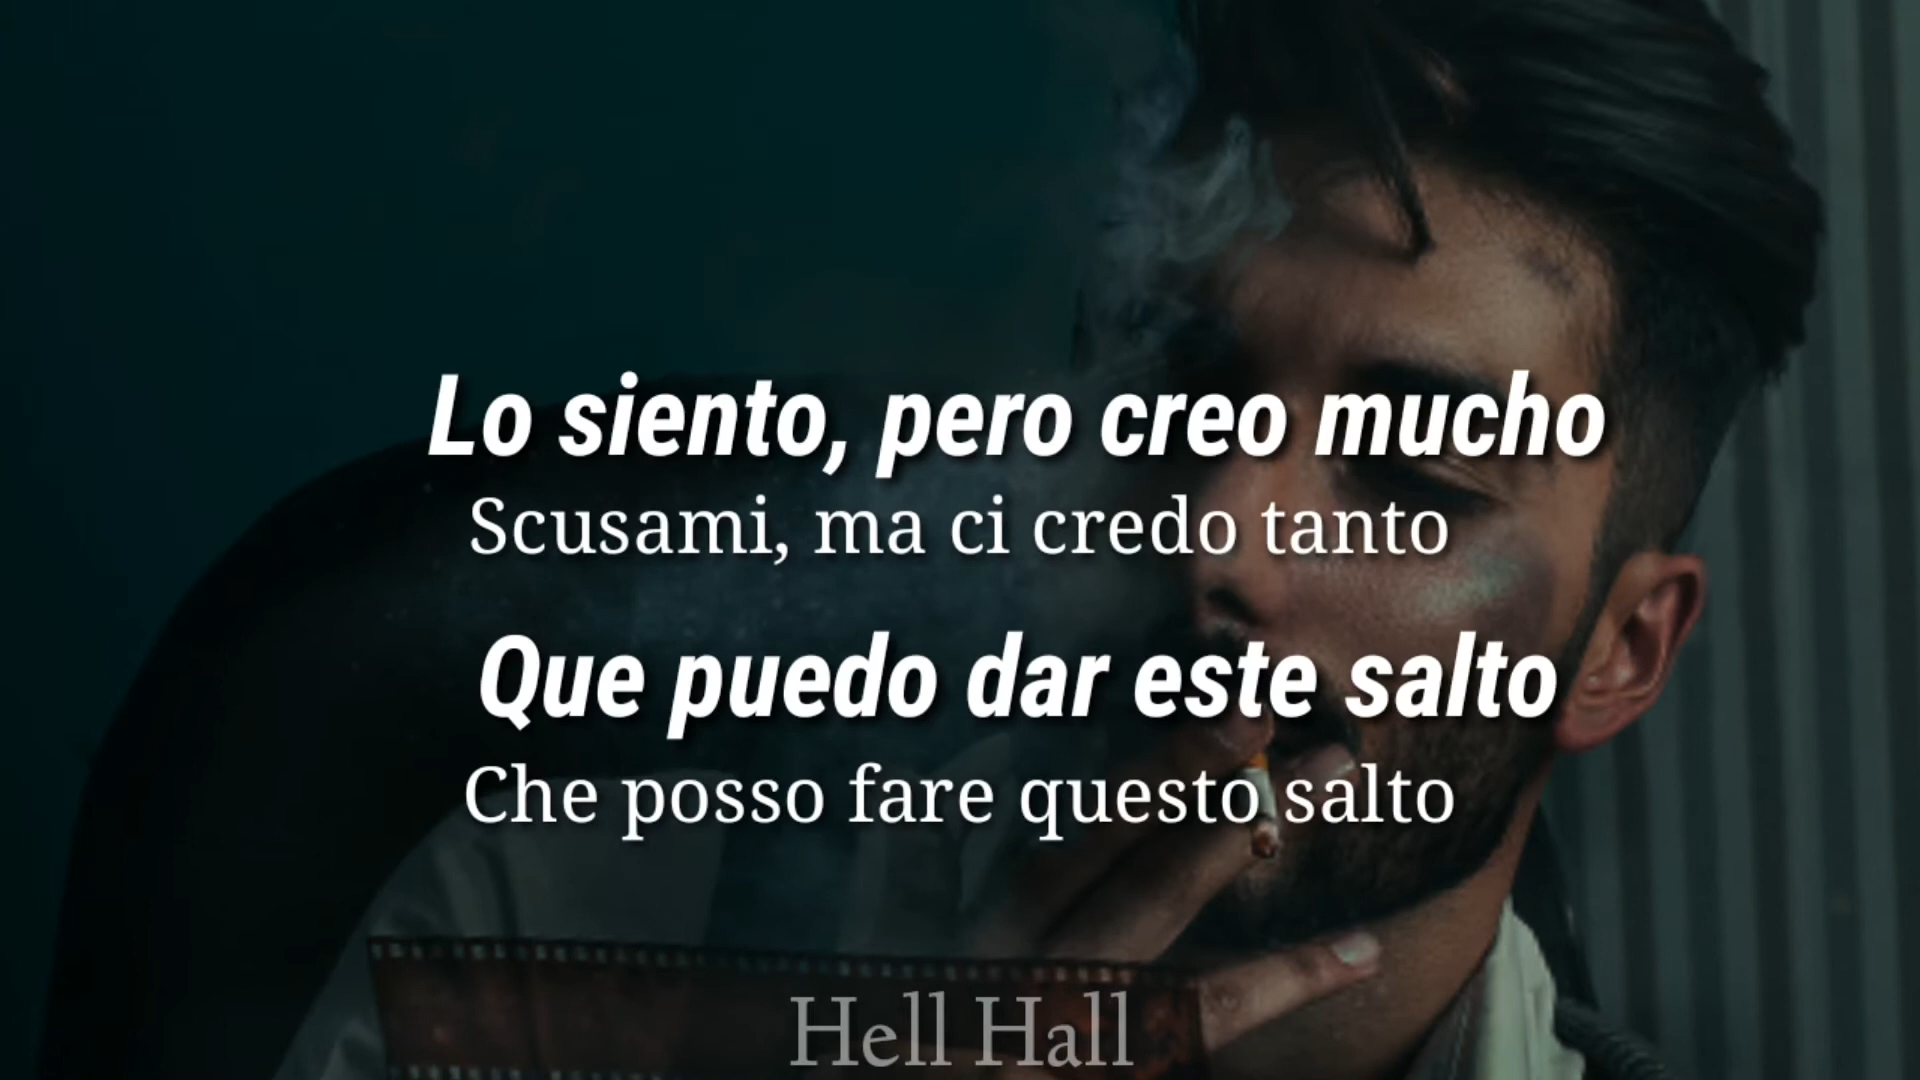 Lo siento, pero creo mucho
Scusami, ma ci credo tanto
Que puedo dar este salto
Che posso fare questo salto
Hell Hall